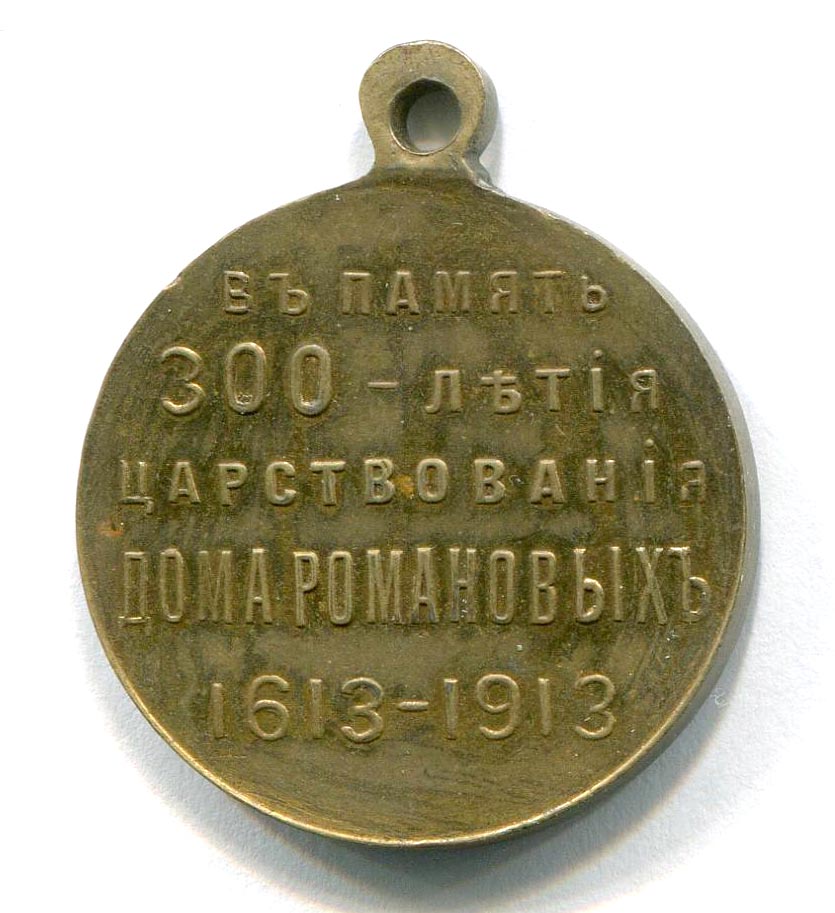 ВЪ ПАМЯТЬ
300 - ЛѢТІЯ
ЦАРСТВОВАНІЯ
ДОМА РОМАНОВЫХЪ
1613-1913